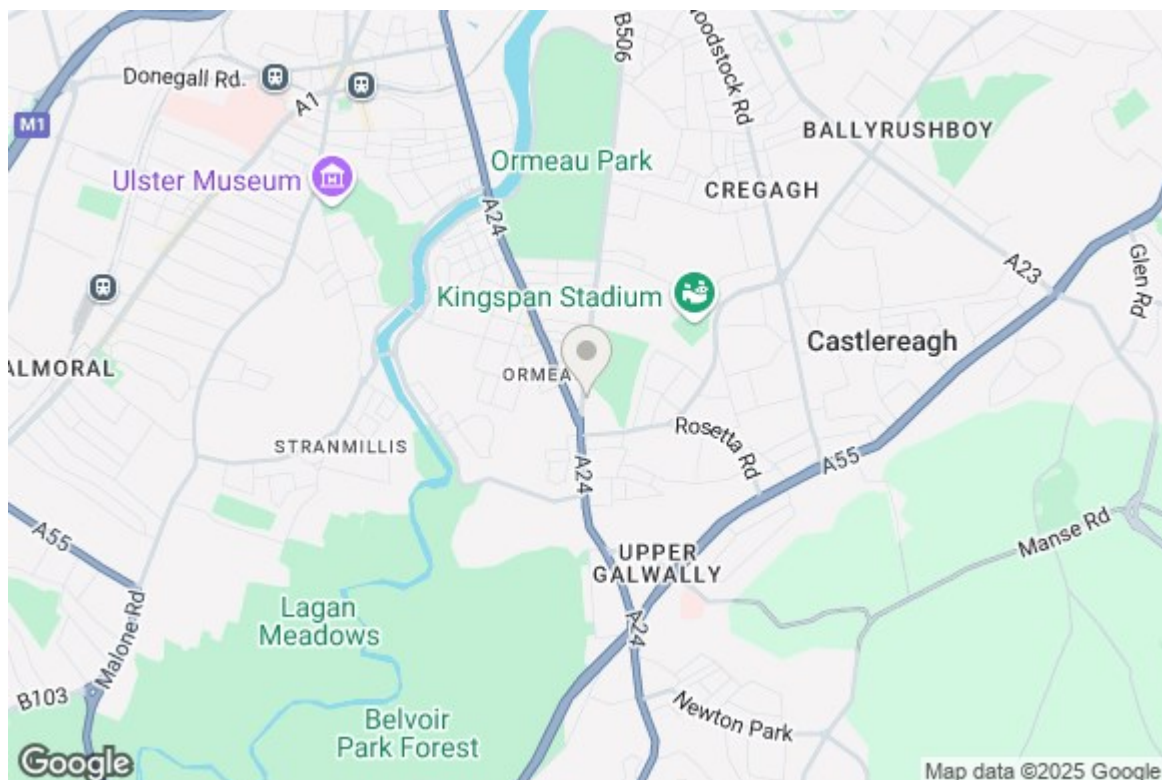 B506
Woodstock Rd
Donegall Rd.
A1
M1
BALLYRUSHBOY
Ormeau Park
Ulster Museum
CREGAGH
A24
A23
Glen Rd
Kingspan Stadium
Castlereagh
ALMORAL
ORMEA
Rosetta Rd
STRANMILLIS
A55
A24
Manse Rd
A55
UPPER
GALWALLY
Lagan
Meadows
A24
Malone Rd
B103
Belvoir
Park Forest
Newton Park
Google
Map data ©2025 Google